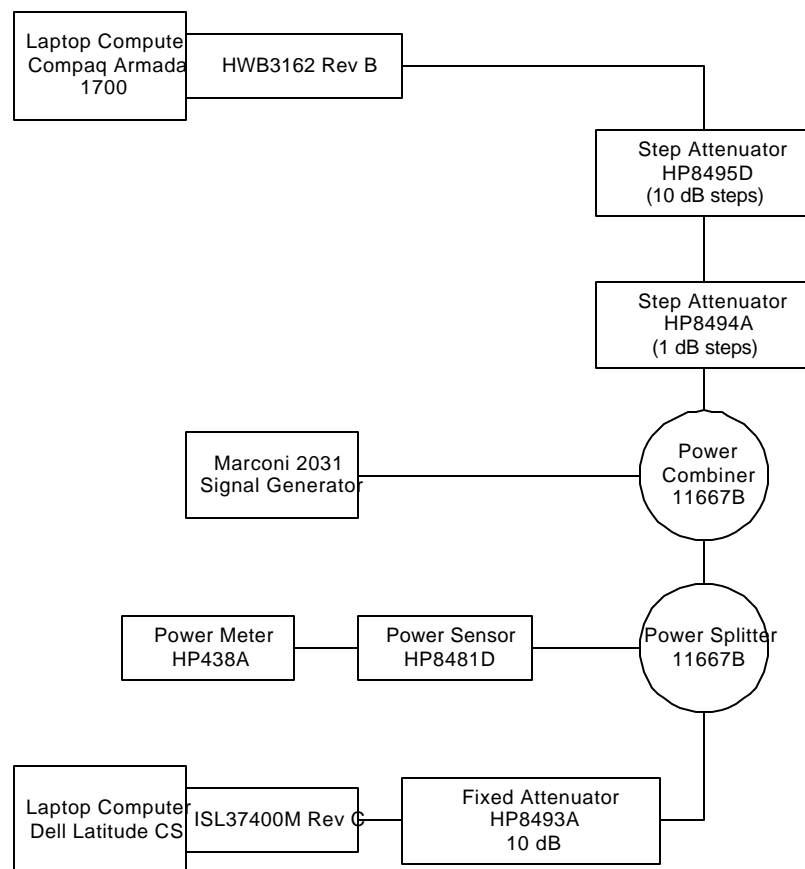 Laptop Compute
Compaq Armada
1700
HWB3162 Rev B
Step Attenuator
HP8495D
(10 dB steps)
Step Attenuator
HP8494A
(1 dB steps)
Marconi 2031
Signal Generator
Power
Combiner
11667B
Power Meter
HP438A
Power Sensor
HP8481D
Power Splitter
11667B
Laptop Computer
Dell Latitude CS
ISL37400M Rev G
Fixed Attenuator
HP8493A
10 dB